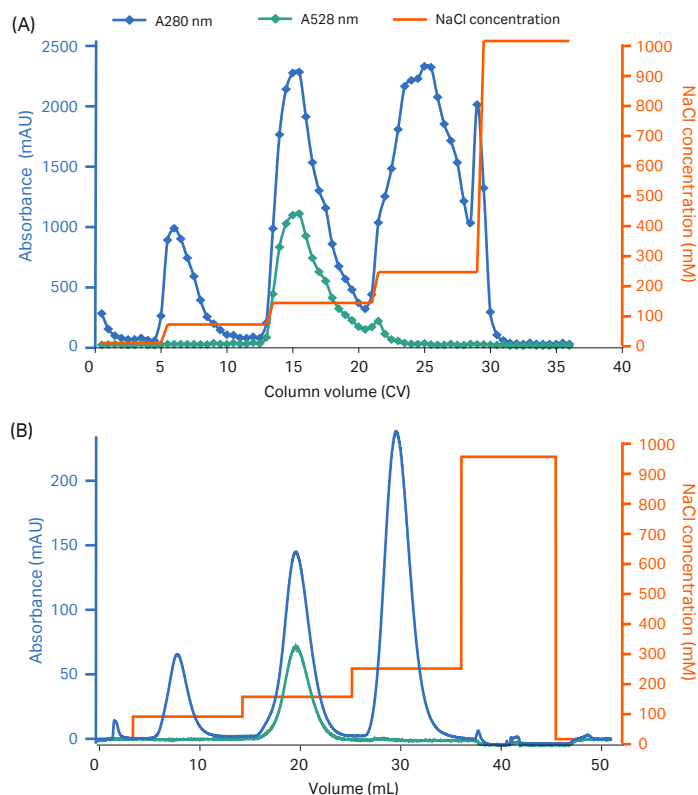 (A)
A280 nm
A528 nm
NaCl concentration
Absorbance (mAU)
2500
2000
1500
1000
500
0
1000
900
800
700
600
500
400
300
200
100
0
NaCl concentration (mM)
0 5 10 15 20 25 30 35 40
Column volume (CV)
(B)
Absorbance (mAU)
200
150
100
50
0
1000
900
800
700
600
500
400
300
200
100
0
NaCl concentration (mM)
0 10 20 30 40 50
Volume (mL)